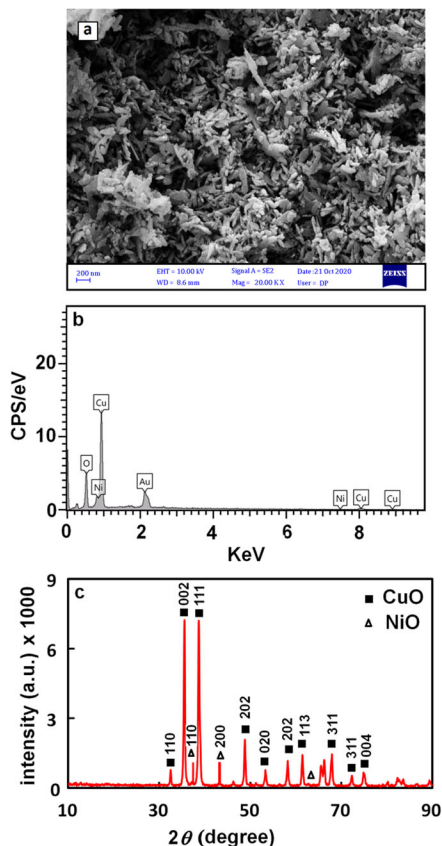 a
200 nm
EHT = 10.00 kV Signal A = SE2 Date :21 Oct 2020
WD = 8.6 mm Mag = 20.00 K X User = DP
ZEISS
b
CPS/eV
20
10
0
Cu
O
Ni
Au
Ni
Cu
Cu
0 2 4 6 8
KeV
c
CuO
NiO
intensity (a.u.) x 1000
9
6
3
0
110
002
110
111
200
202
020
202
113
311
311
004
10 30 50 70 90
2θ (degree)